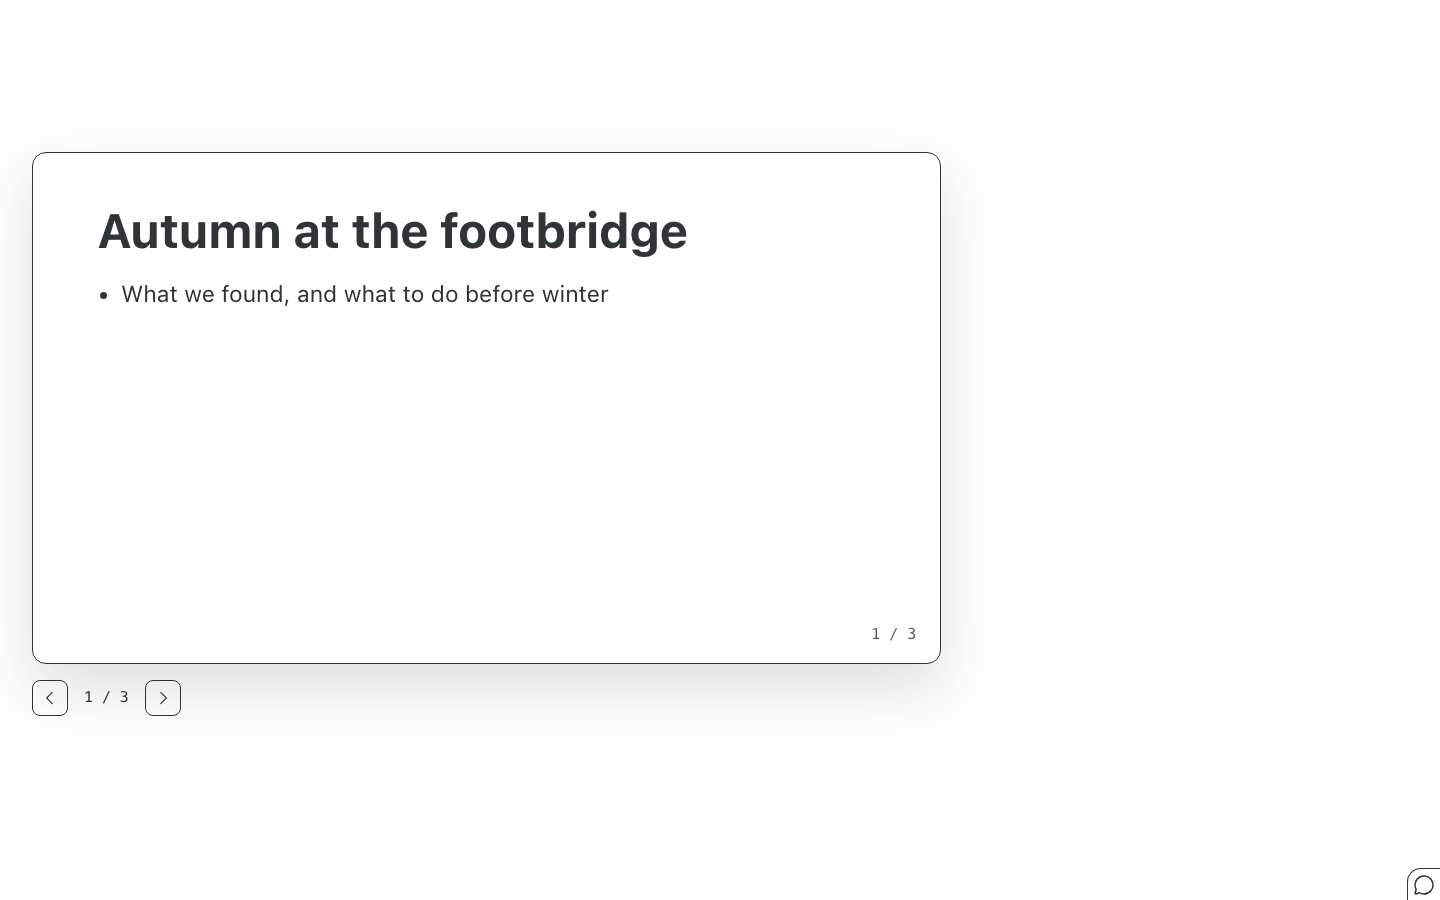 Autumn at the footbridge
• What we found, and what to do before winter
1 / 3
1 / 3